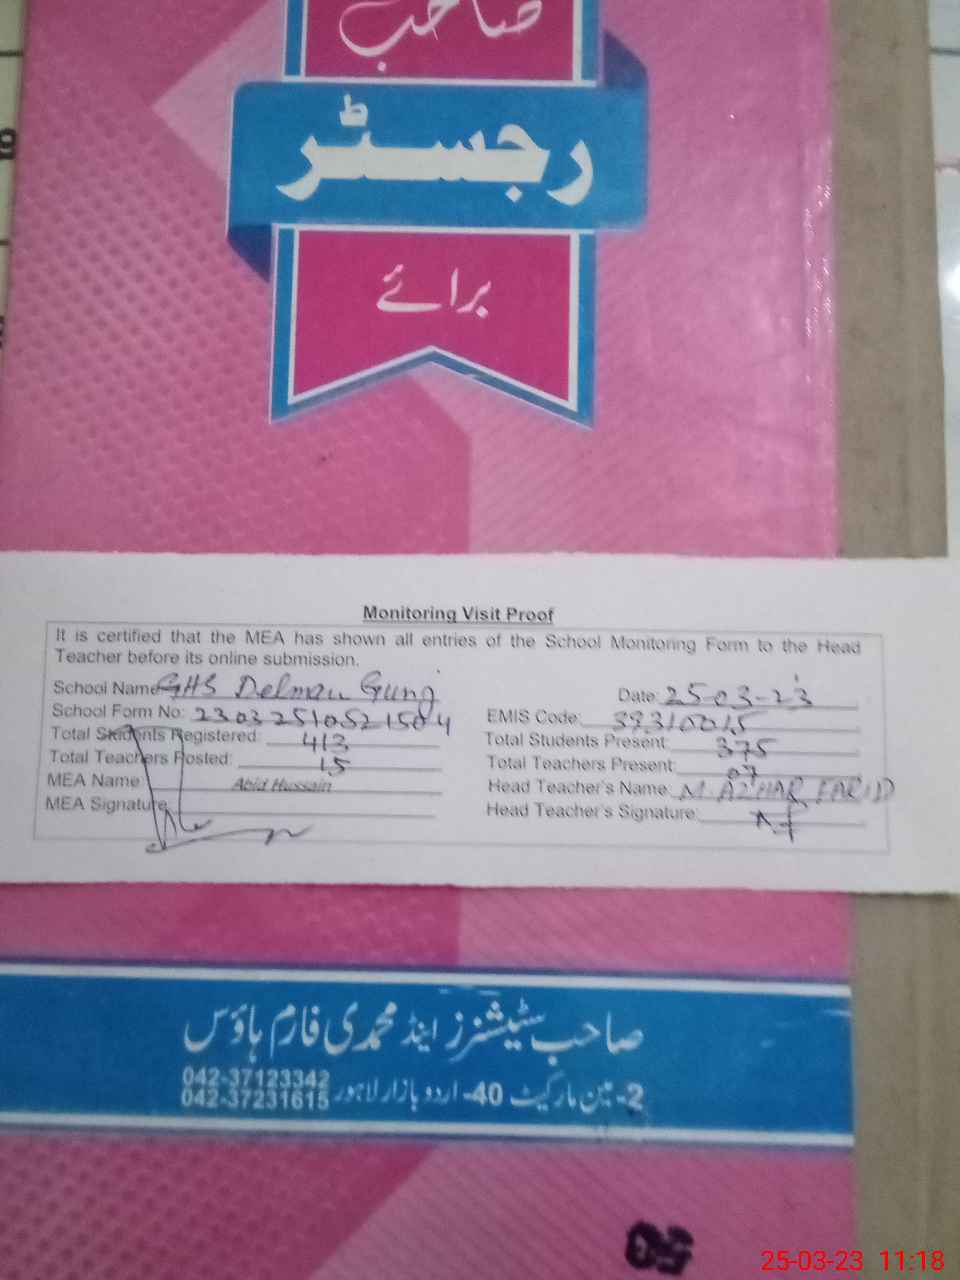 صاحب
رجسٹر
برائے
Monitoring Visit Proof
It is certified that the MEA has shown all entries of the School Monitoring Form to the Head
Teacher before its online submission.
School Name GHS Delman Gung Date: 25-03-23
School Form No: 23032510521504 EMIS Code: 39310015
Total Students Registered: 413 Total Students Present: 375
Total Teachers Posted: 15 Total Teachers Present: 07
MEA Name: Abid Hussain Head Teacher's Name: M. AZHAR FARID
MEA Signature Head Teacher's Signature:
صاحب سٹیشنرز اینڈ محمدی فارم ہاؤس
2-مین مارکیٹ 40- اردو بازار لاہور 042-37123342
042-37231615
50
25-03-23 11:18